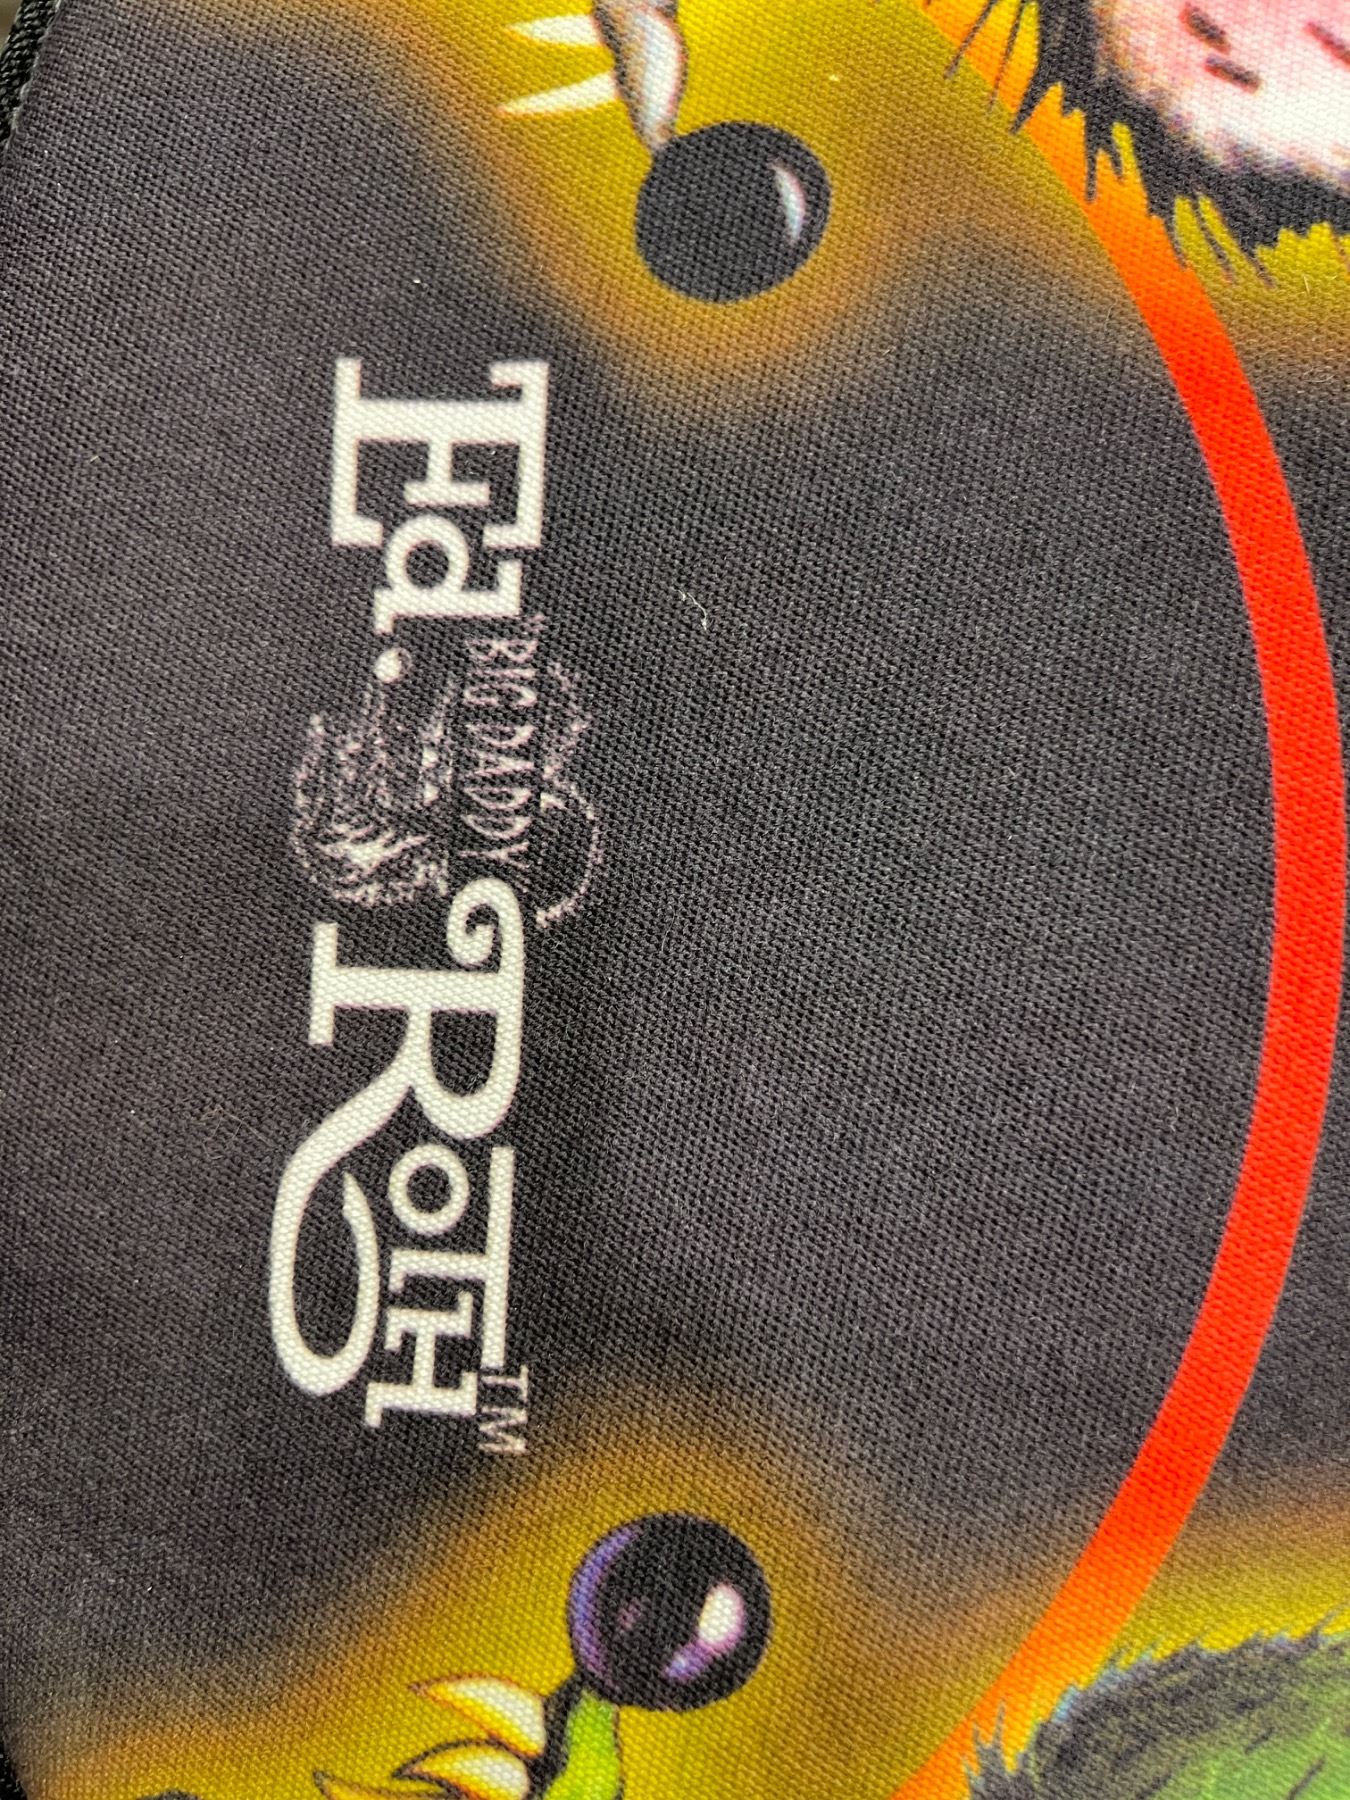 Ed.
"BIG DADDY"
ROTH™